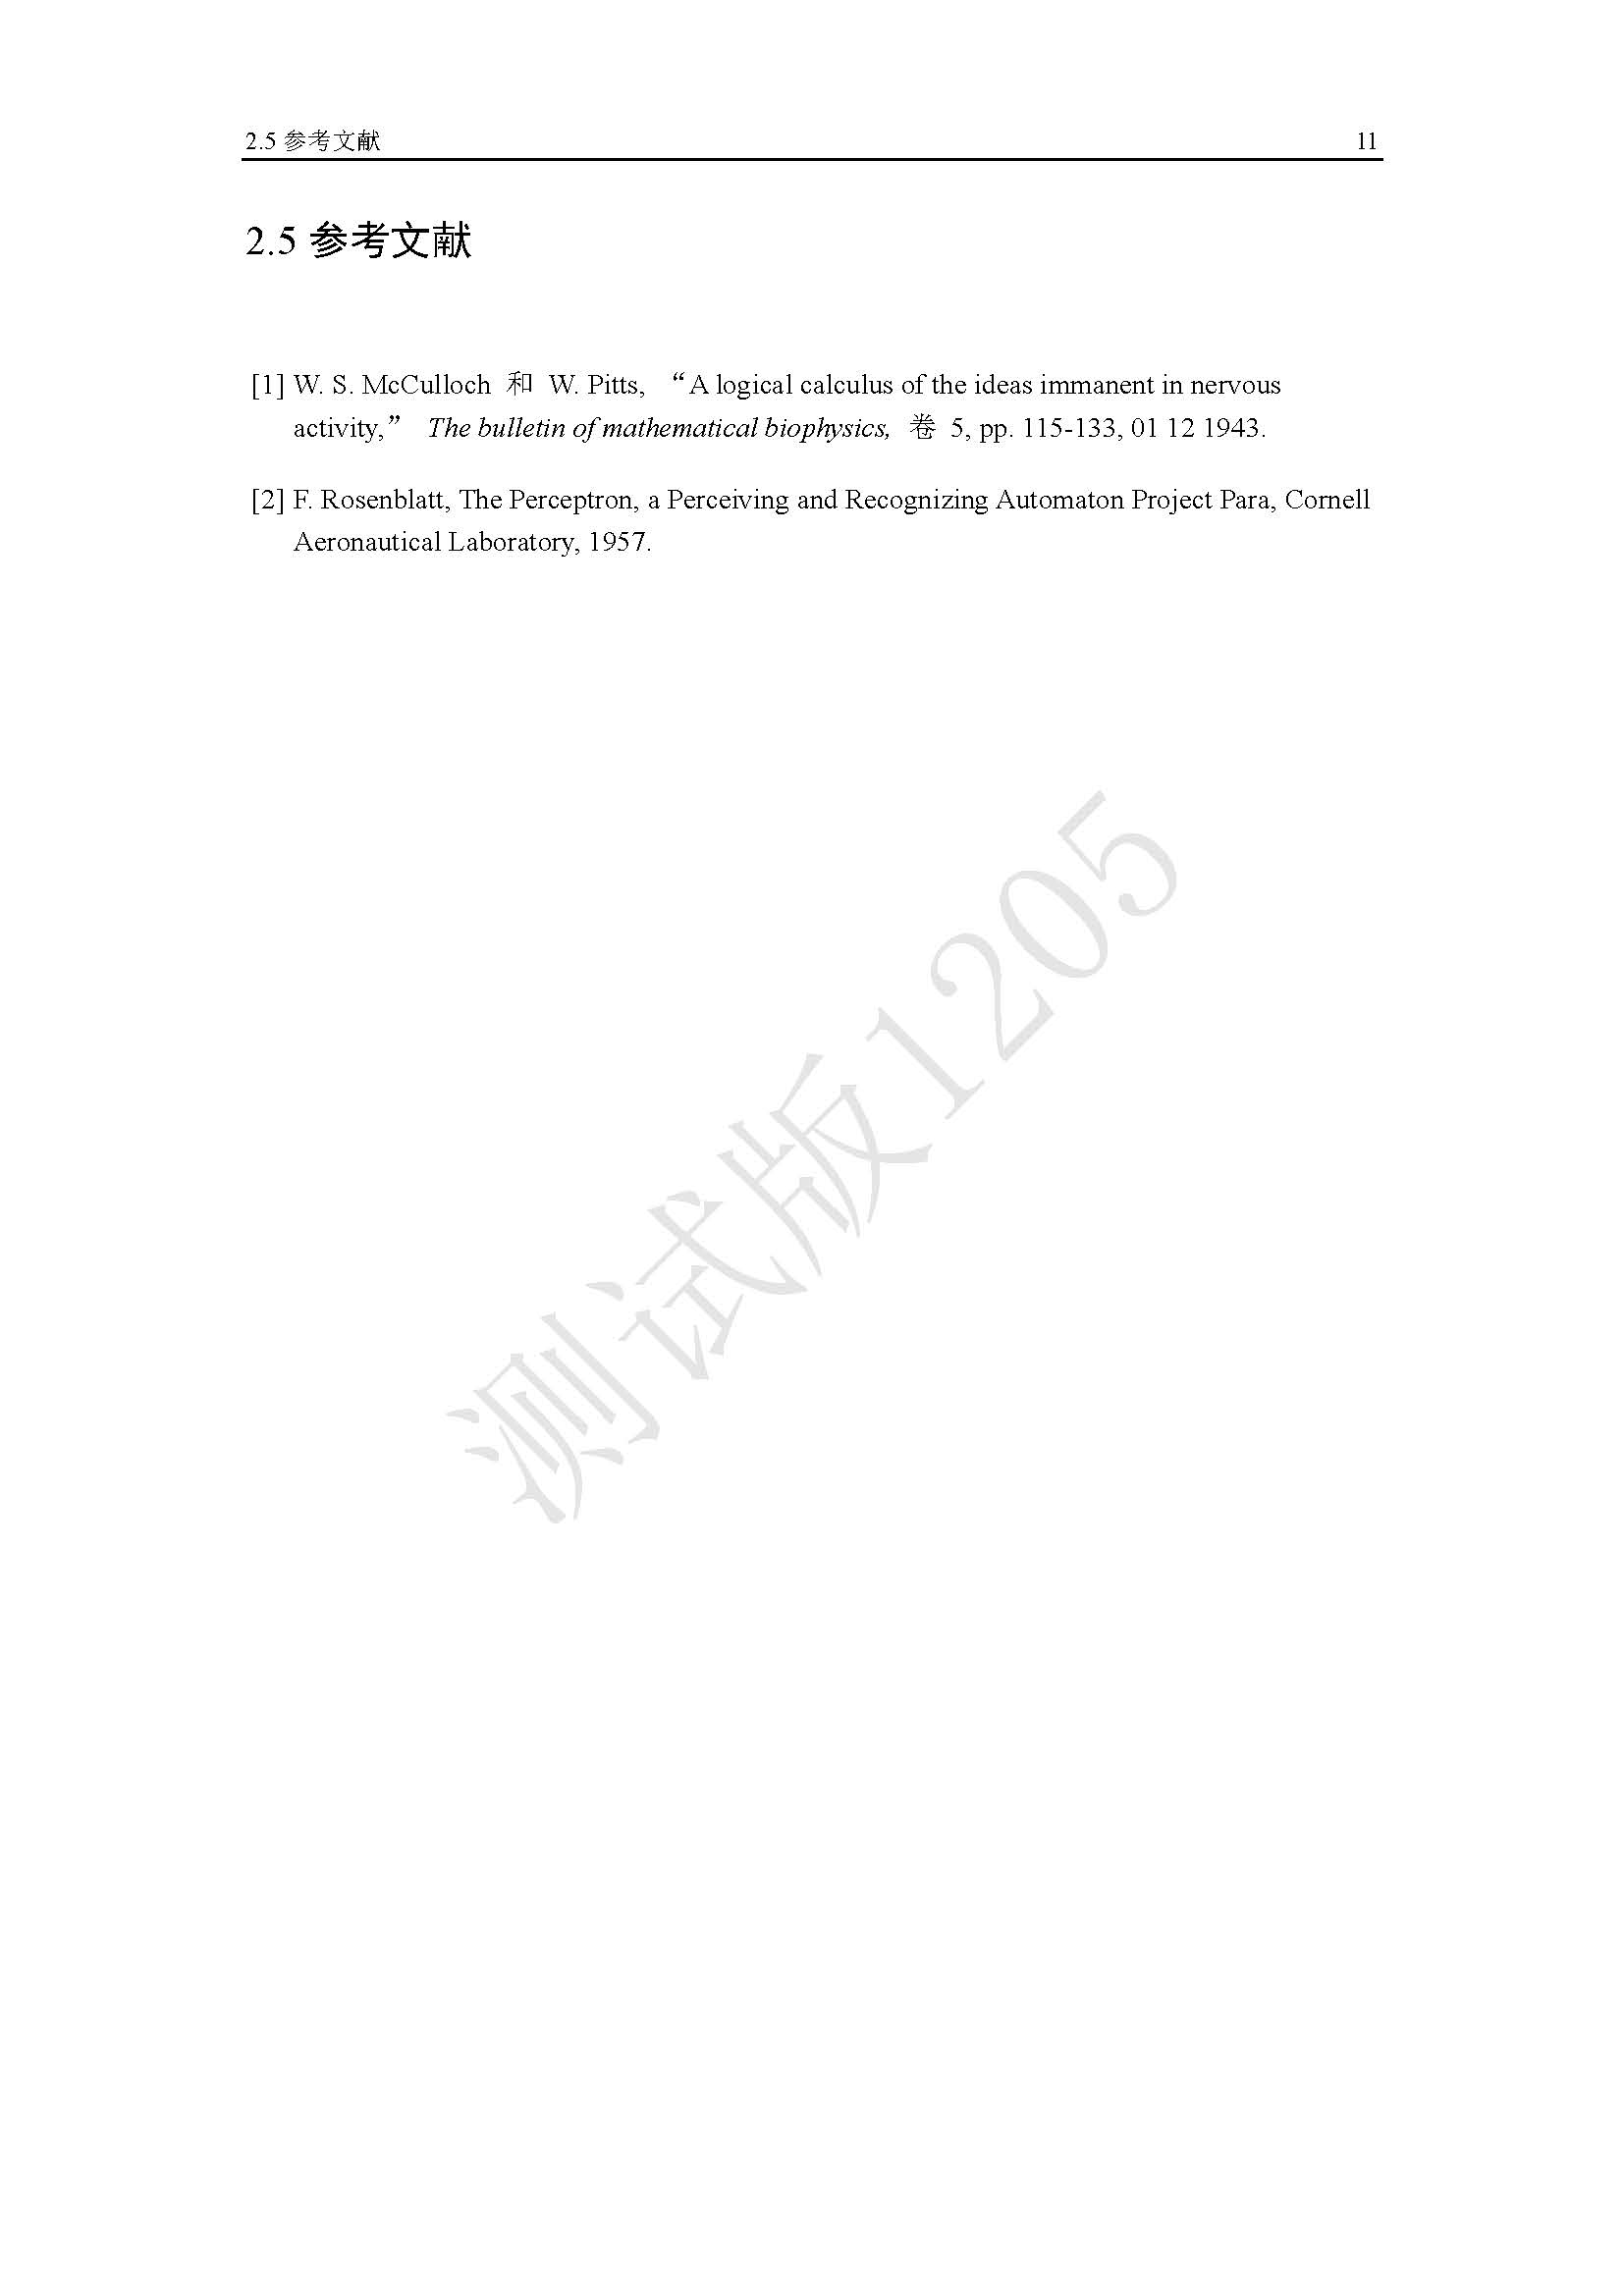 2.5 参考文献 11
2.5 参考文献
[1] W. S. McCulloch 和 W. Pitts, “A logical calculus of the ideas immanent in nervous
activity,” The bulletin of mathematical biophysics, 卷 5, pp. 115-133, 01 12 1943.
[2] F. Rosenblatt, The Perceptron, a Perceiving and Recognizing Automaton Project Para, Cornell
Aeronautical Laboratory, 1957.
测试版1205